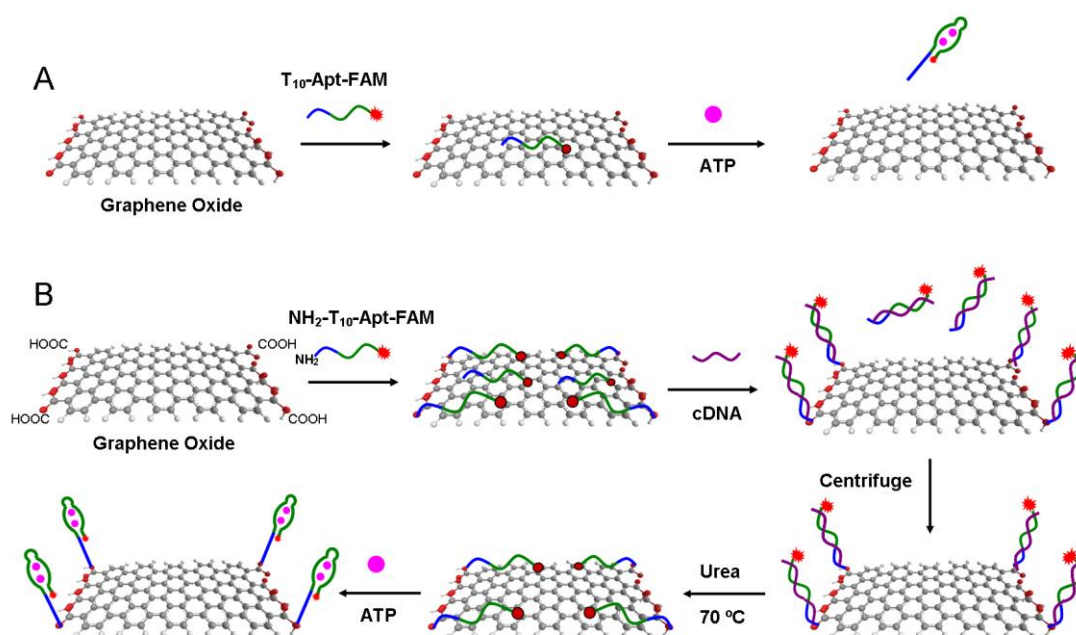 A
T₁₀-Apt-FAM
ATP
Graphene Oxide
B
HOOC
COOH
NH₂-T₁₀-Apt-FAM
NH₂
cDNA
HOOC
COOH
Graphene Oxide
Centrifuge
ATP
Urea
70 ºC